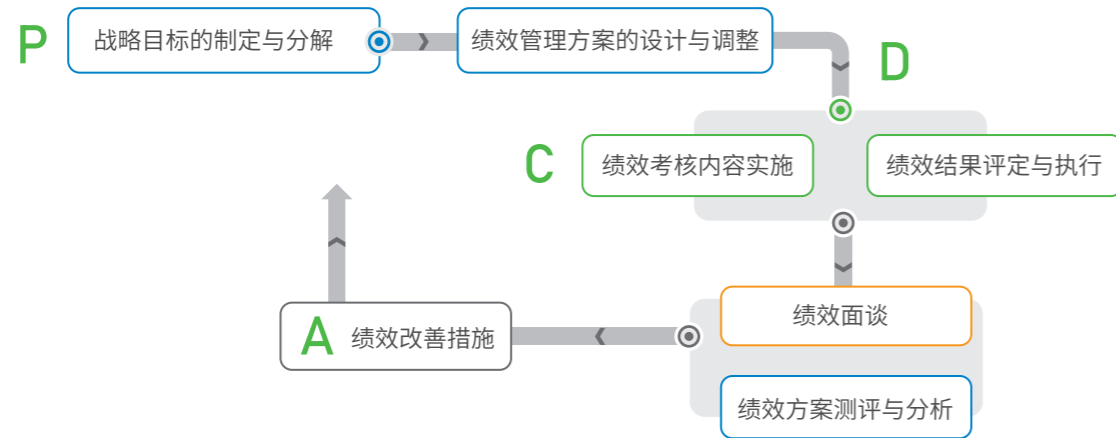 P
战略目标的制定与分解
绩效管理方案的设计与调整
D
C
绩效考核内容实施
绩效结果评定与执行
绩效面谈
A
绩效改善措施
绩效方案测评与分析